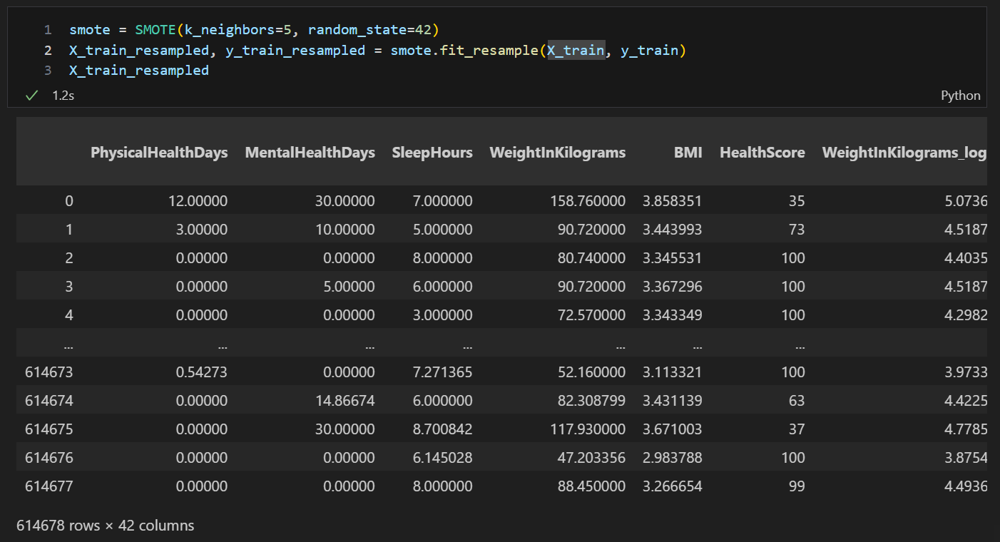 1 smote = SMOTE(k_neighbors=5, random_state=42)
2 X_train_resampled, y_train_resampled = smote.fit_resample(X_train, y_train)
3 X_train_resampled
✓ 1.2s Python
PhysicalHealthDays MentalHealthDays SleepHours WeightInKilograms BMI HealthScore WeightInKilograms_log
0 12.00000 30.00000 7.000000 158.760000 3.858351 35 5.0736
1 3.00000 10.00000 5.000000 90.720000 3.443993 73 4.5187
2 0.00000 0.00000 8.000000 80.740000 3.345531 100 4.4035
3 0.00000 5.00000 6.000000 90.720000 3.367296 100 4.5187
4 0.00000 0.00000 3.000000 72.570000 3.343349 100 4.2982
... ... ... ... ... ... ...
614673 0.54273 0.00000 7.271365 52.160000 3.113321 100 3.9733
614674 0.00000 14.86674 6.000000 82.308799 3.431139 63 4.4225
614675 0.00000 30.00000 8.700842 117.930000 3.671003 37 4.7785
614676 0.00000 0.00000 6.145028 47.203356 2.983788 100 3.8754
614677 0.00000 0.00000 8.000000 88.450000 3.266654 99 4.4936
614678 rows × 42 columns